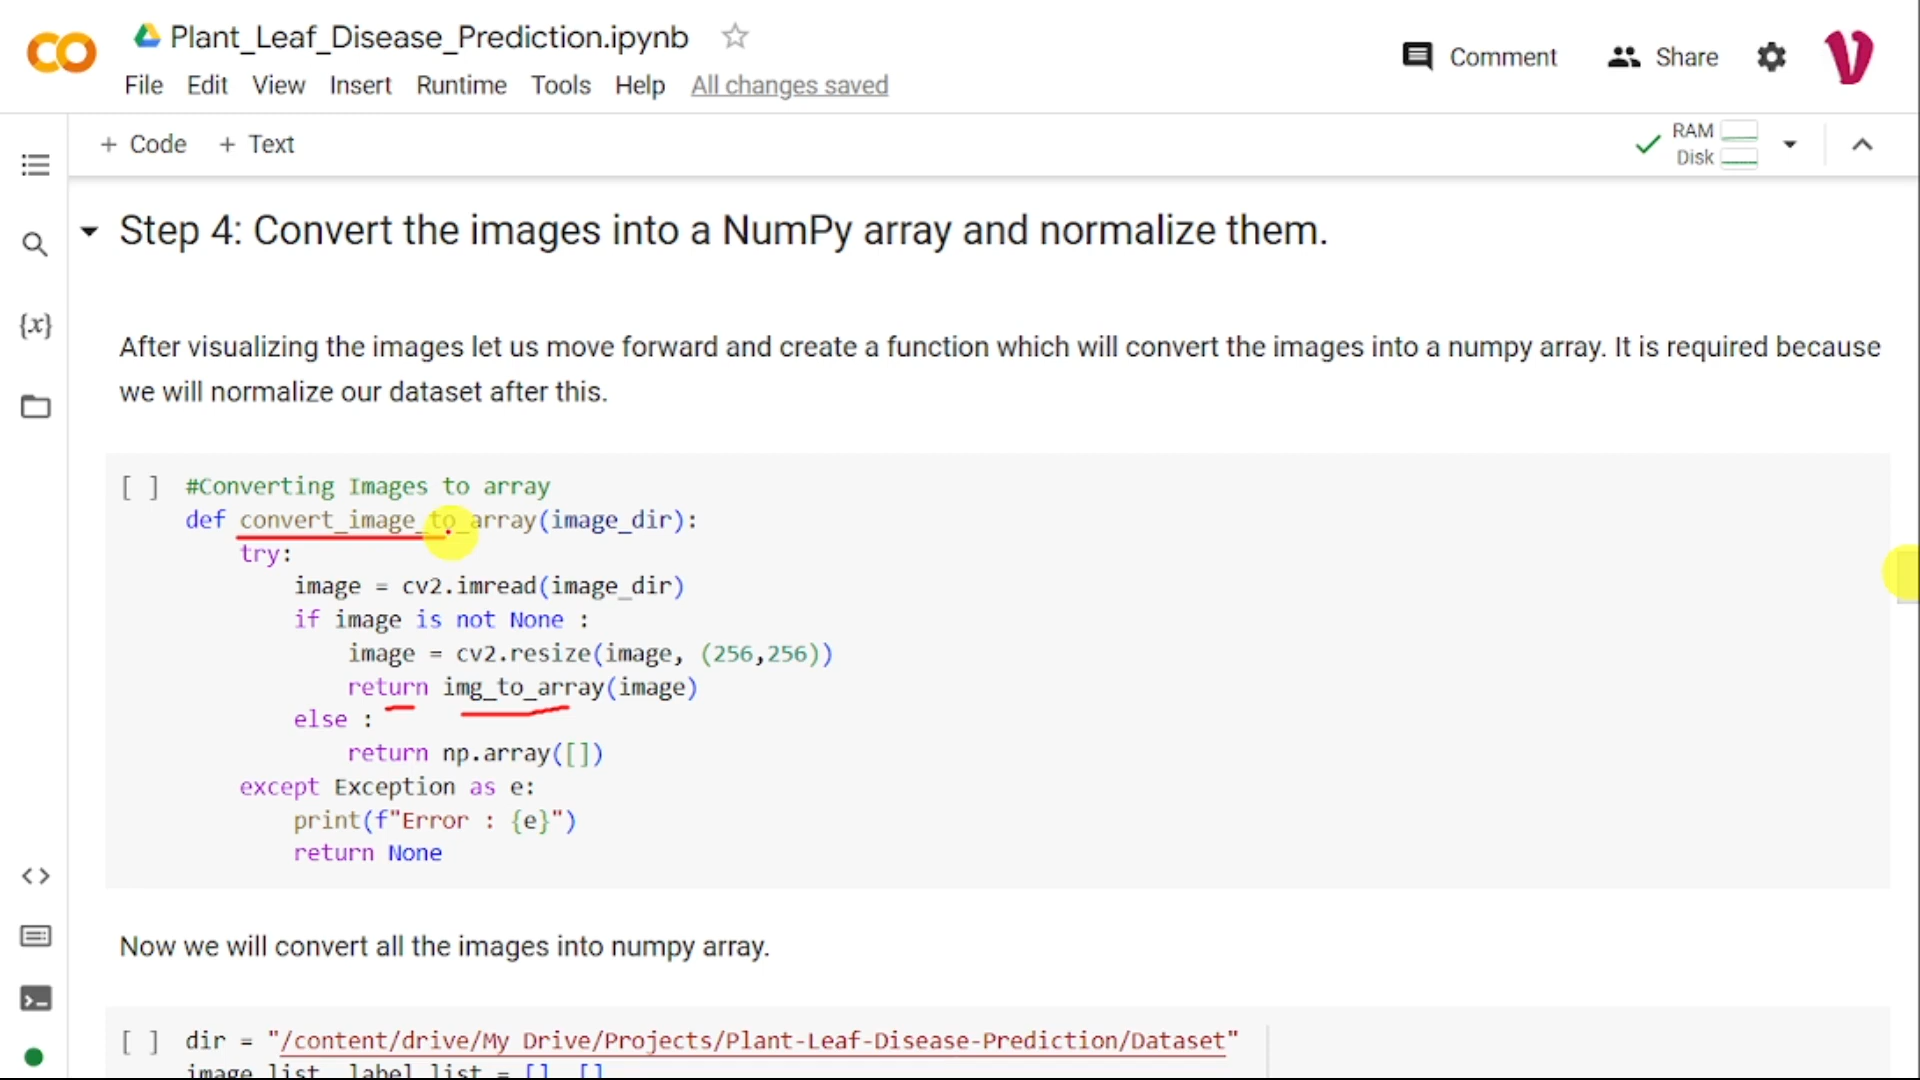 Plant_Leaf_Disease_Prediction.ipynb
Comment Share
File Edit View Insert Runtime Tools Help All changes saved
+ Code + Text
RAM
Disk
Step 4: Convert the images into a NumPy array and normalize them.
After visualizing the images let us move forward and create a function which will convert the images into a numpy array. It is required because
we will normalize our dataset after this.
[ ] #Converting Images to array
def convert_image_to_array(image_dir):
try:
image = cv2.imread(image_dir)
if image is not None :
image = cv2.resize(image, (256,256))
return img_to_array(image)
else :
return np.array([])
except Exception as e:
print(f"Error : {e}")
return None
Now we will convert all the images into numpy array.
[ ] dir = "/content/drive/My Drive/Projects/Plant-Leaf-Disease-Prediction/Dataset"
image_list, label_list = [], []